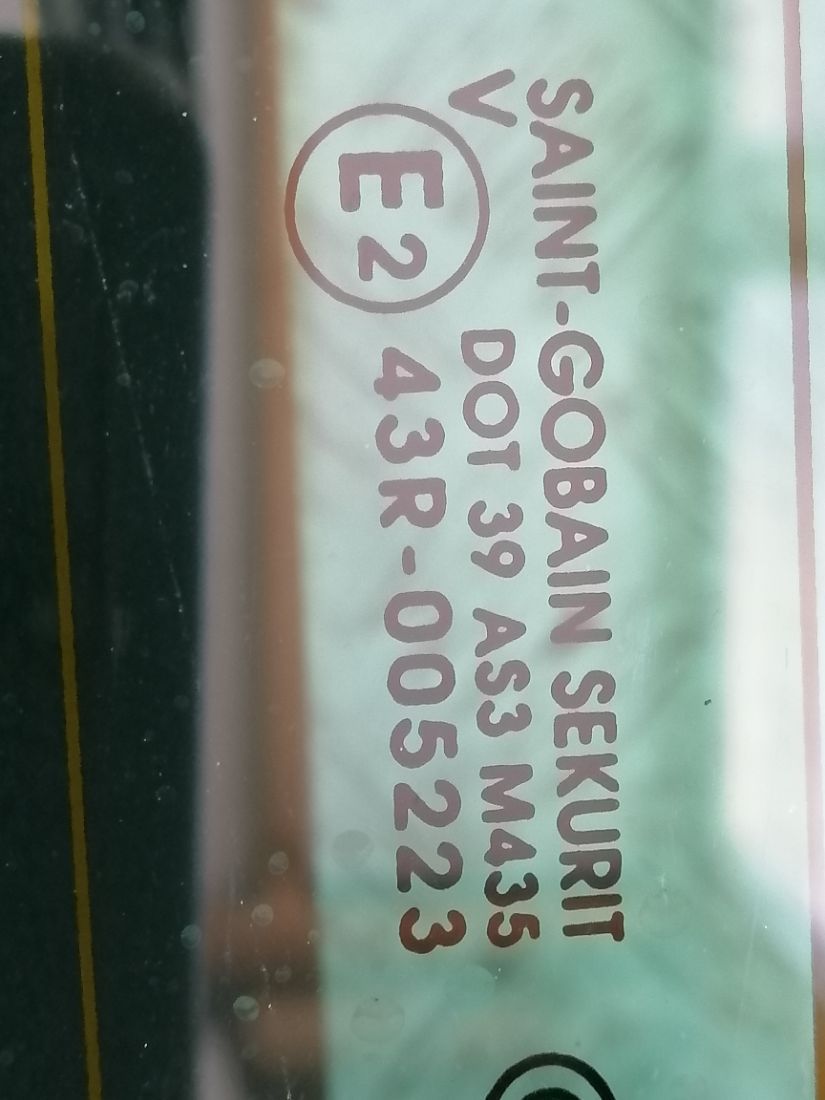 SAINT-GOBAIN SEKURIT
V
DOT 39 AS3 M435
E2
43R-005223